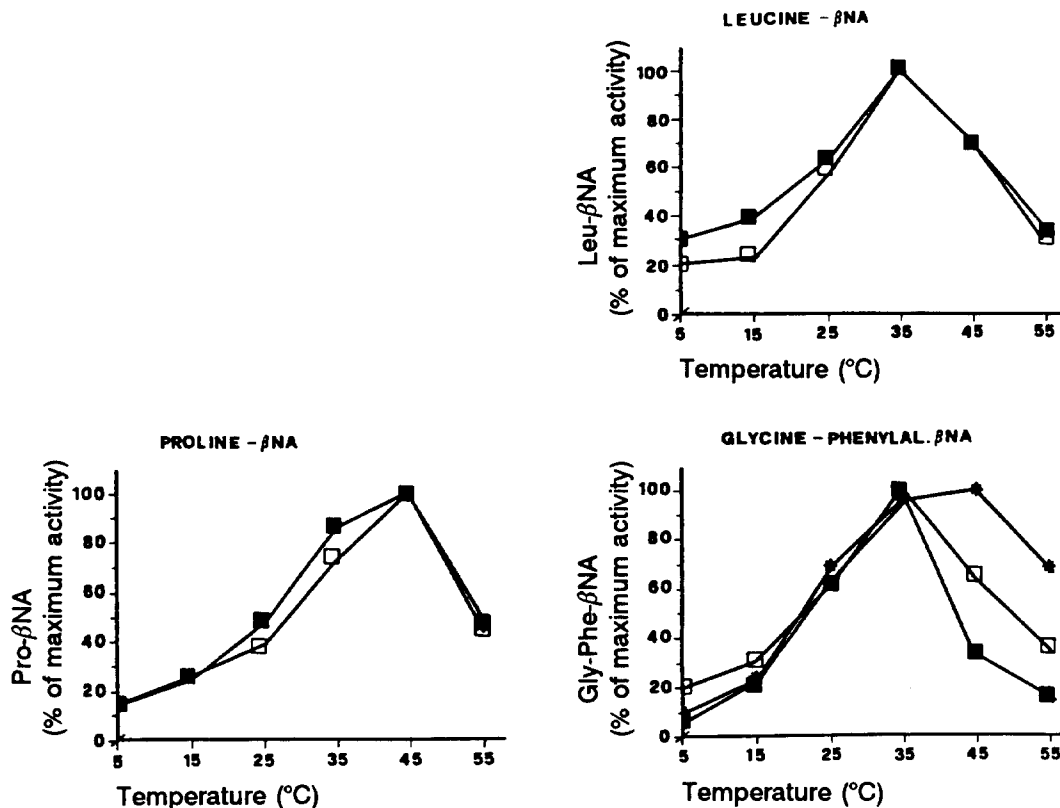 LEUCINE - βNA
Leu-βNA
(% of maximum activity)
100
80
60
40
20
0
5 15 25 35 45 55
Temperature (°C)
PROLINE - βNA
Pro-βNA
(% of maximum activity)
100
80
60
40
20
0
5 15 25 35 45 55
Temperature (°C)
GLYCINE - PHENYLAL. βNA
Gly-Phe-βNA
(% of maximum activity)
100
80
60
40
20
0
5 15 25 35 45 55
Temperature (°C)